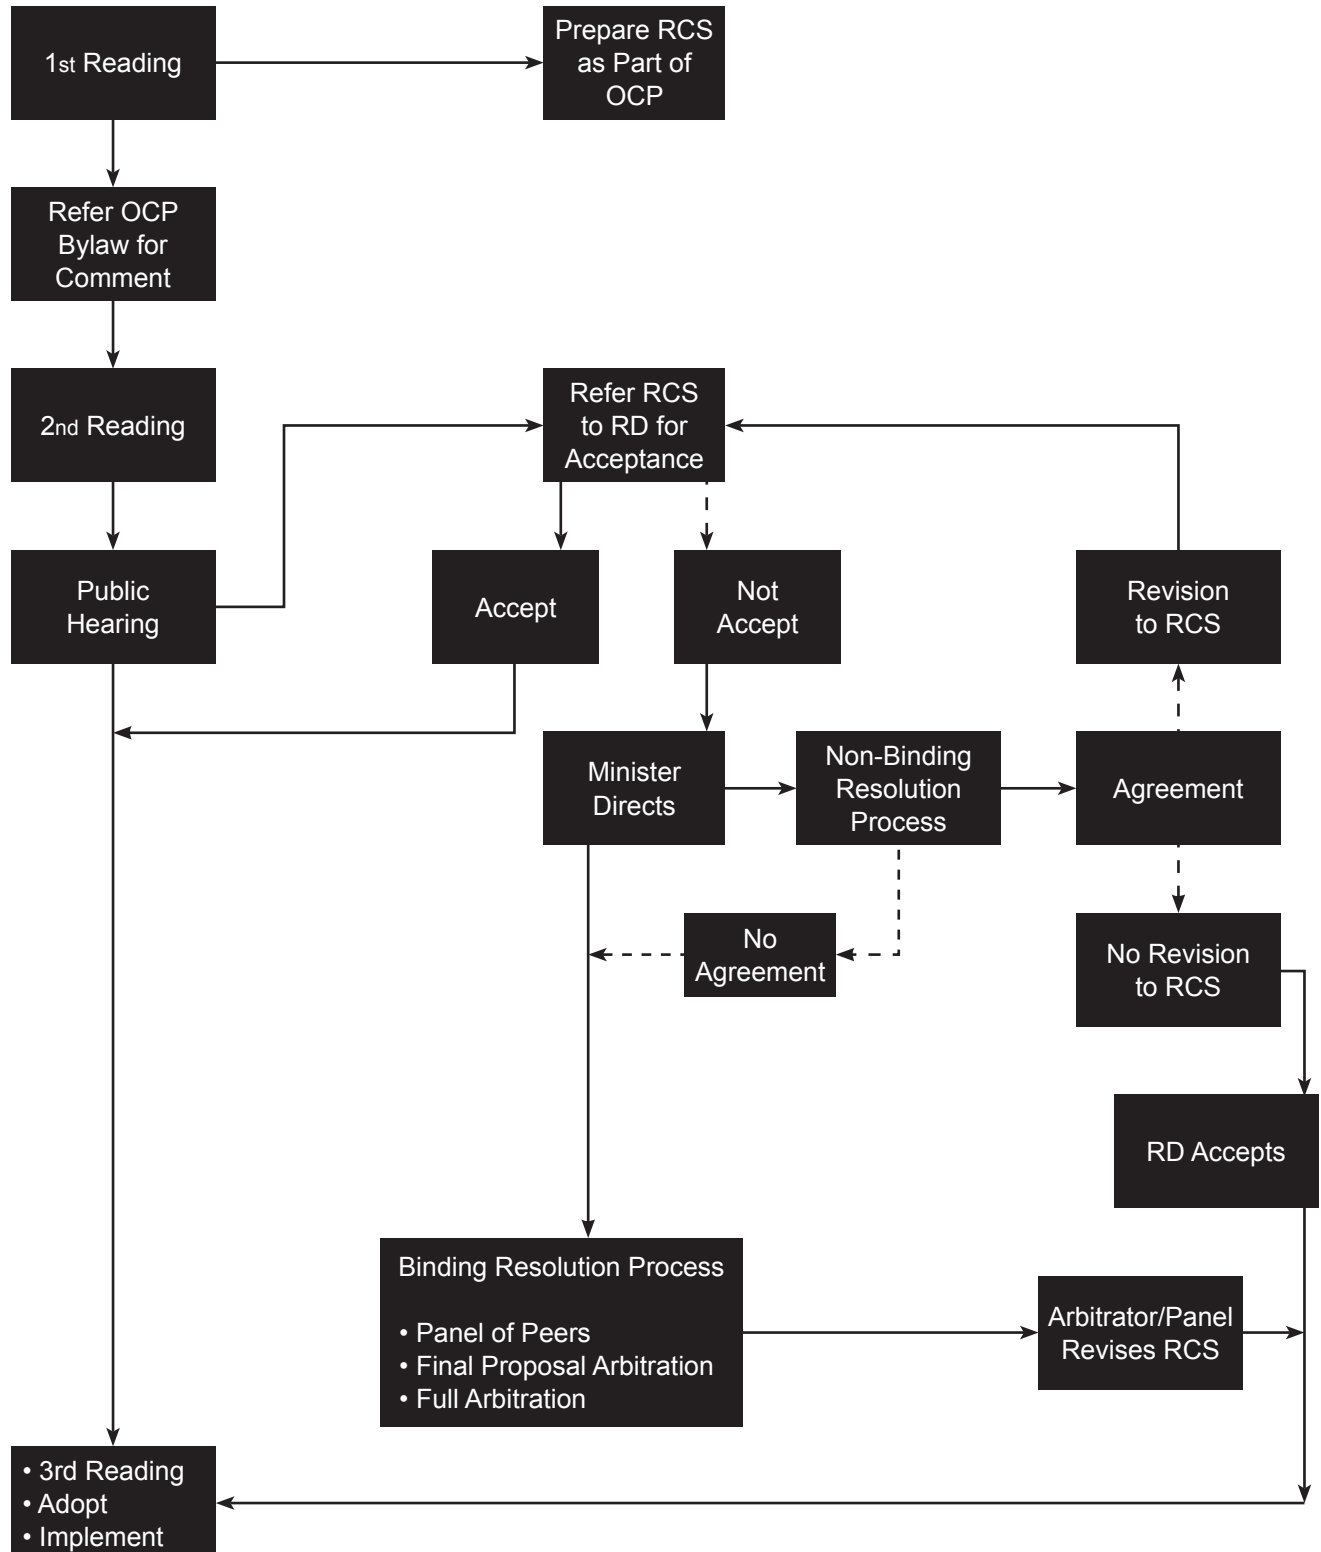 1st Reading
Prepare RCS
as Part of
OCP
Refer OCP
Bylaw for
Comment
2nd Reading
Refer RCS
to RD for
Acceptance
Public
Hearing
Accept
Not
Accept
Revision
to RCS
Minister
Directs
Non-Binding
Resolution
Process
Agreement
No
Agreement
No Revision
to RCS
RD Accepts
Binding Resolution Process
• Panel of Peers
• Final Proposal Arbitration
• Full Arbitration
Arbitrator/Panel
Revises RCS
• 3rd Reading
• Adopt
• Implement